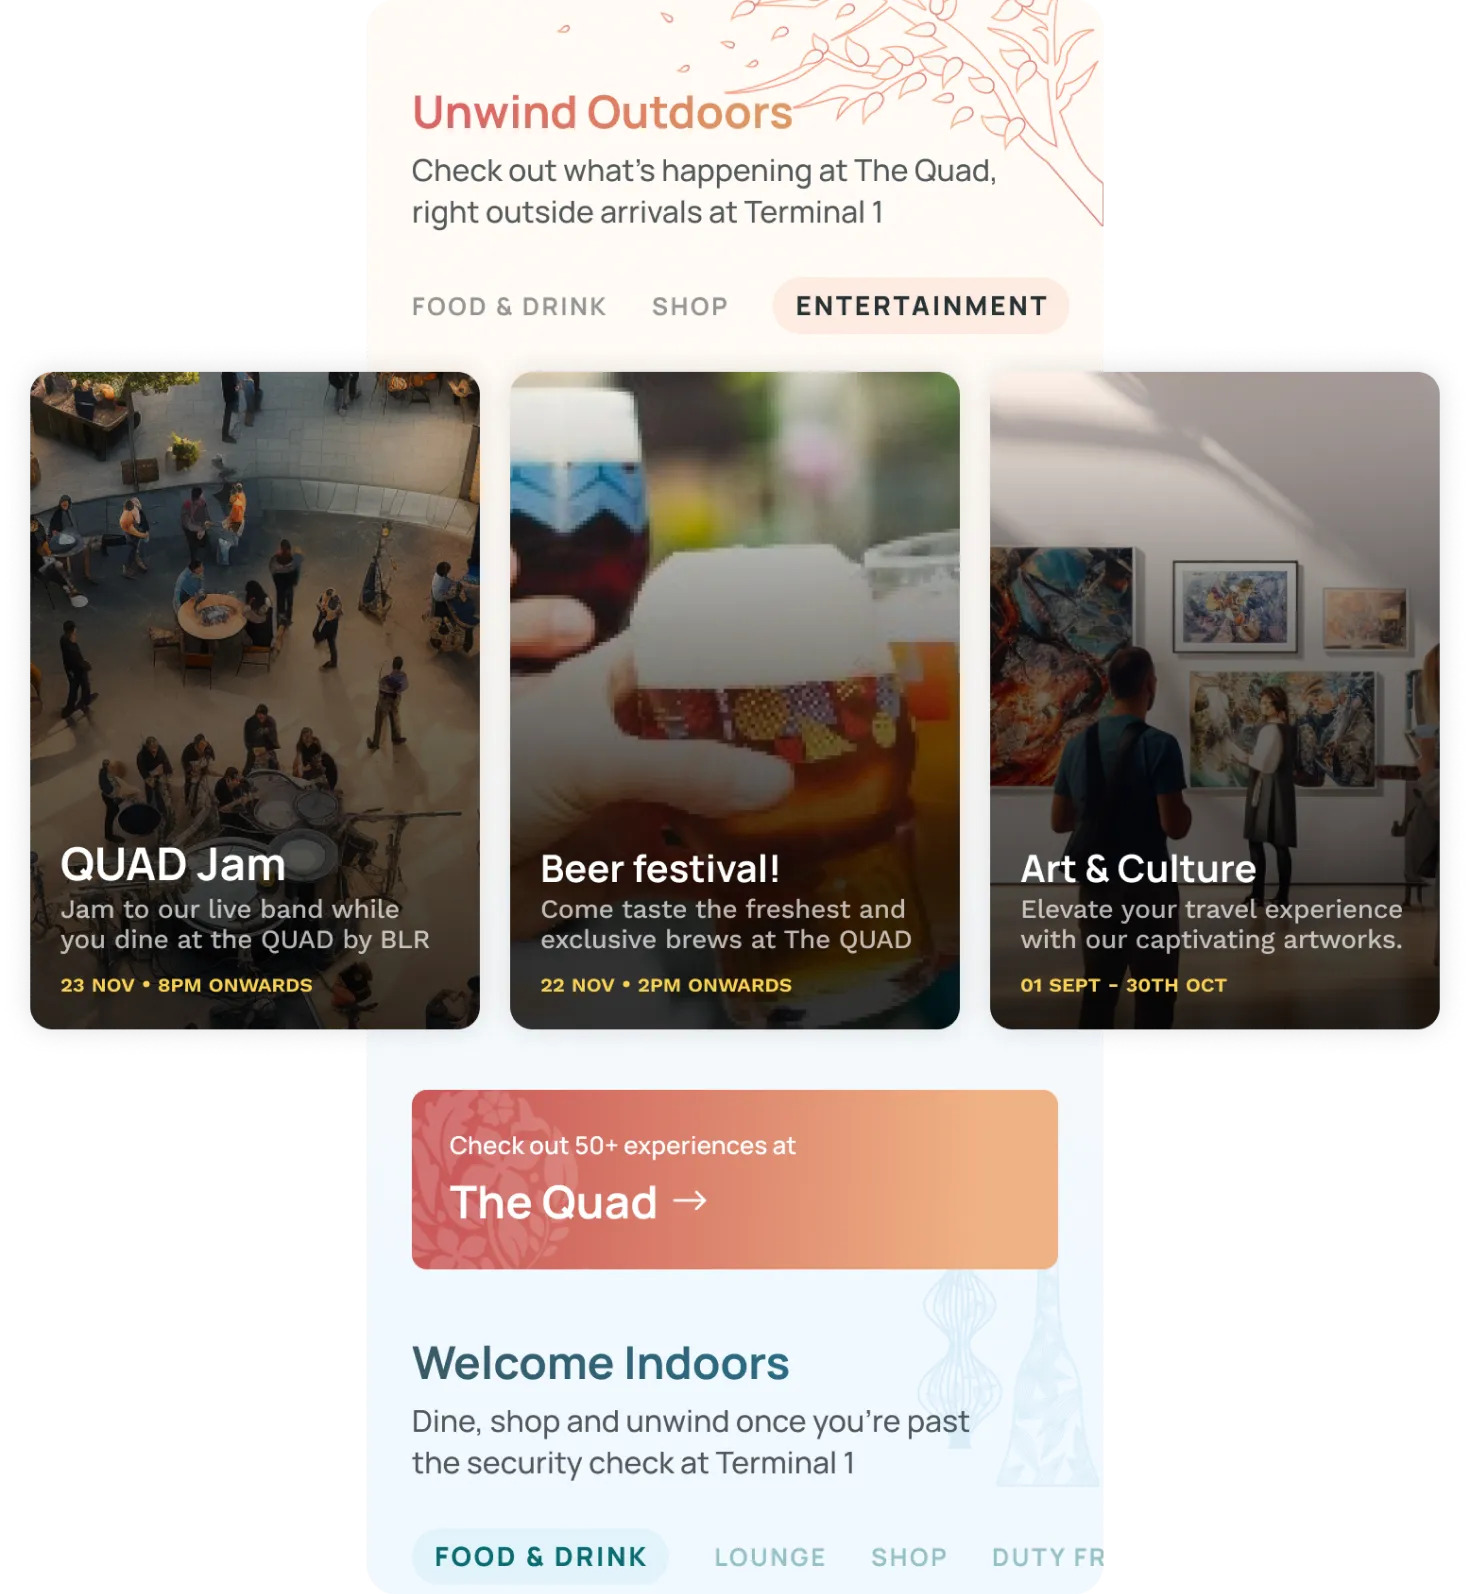 Unwind Outdoors
Check out what's happening at The Quad,
right outside arrivals at Terminal 1
FOOD & DRINK
SHOP
ENTERTAINMENT
QUAD Jam
Jam to our live band while
you dine at the QUAD by BLR
23 NOV • 8PM ONWARDS
Beer festival!
Come taste the freshest and
exclusive brews at The QUAD
22 NOV • 2PM ONWARDS
Art & Culture
Elevate your travel experience
with our captivating artworks.
01 SEPT – 30TH OCT
Check out 50+ experiences at
The Quad →
Welcome Indoors
Dine, shop and unwind once you're past
the security check at Terminal 1
FOOD & DRINK
LOUNGE
SHOP
DUTY FR